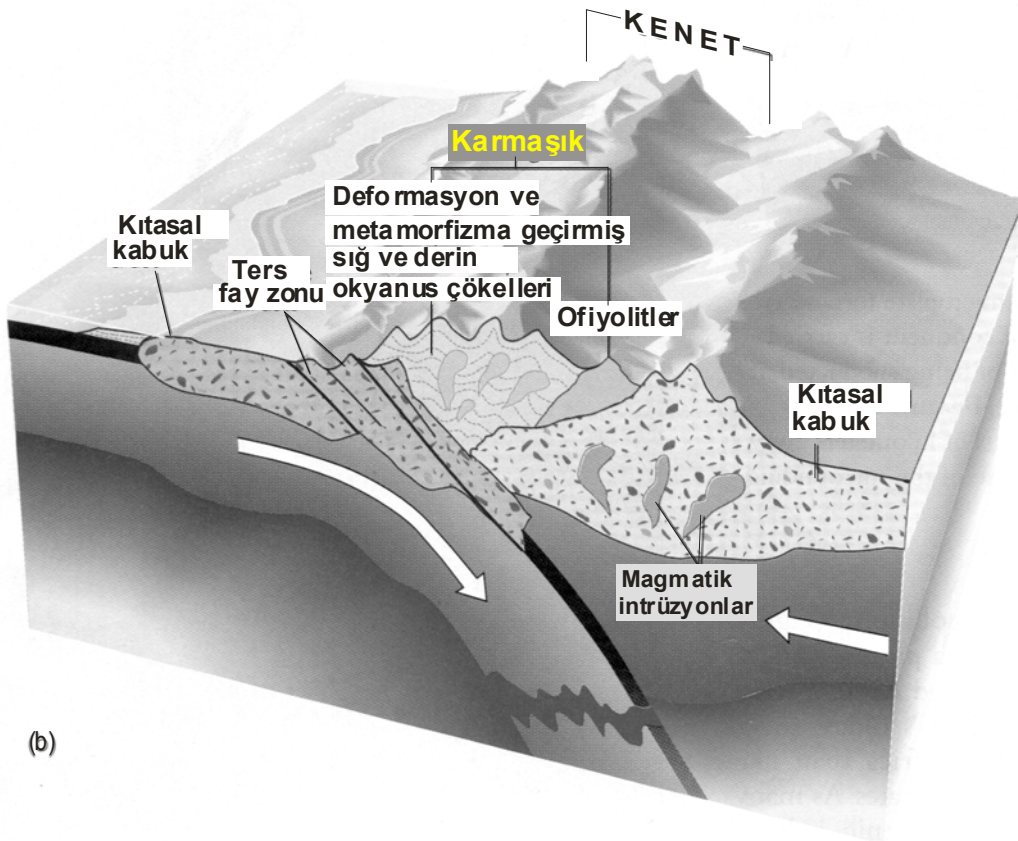 KENET
Karmaşık
Deformasyon ve
metamorfizma geçirmiş
sığ ve derin
okyanus çökelleri
Kıtasal
kabuk
Ters
fay zonu
Ofiyolitler
Kıtasal
kabuk
Magmatik
intrüzyonlar
(b)